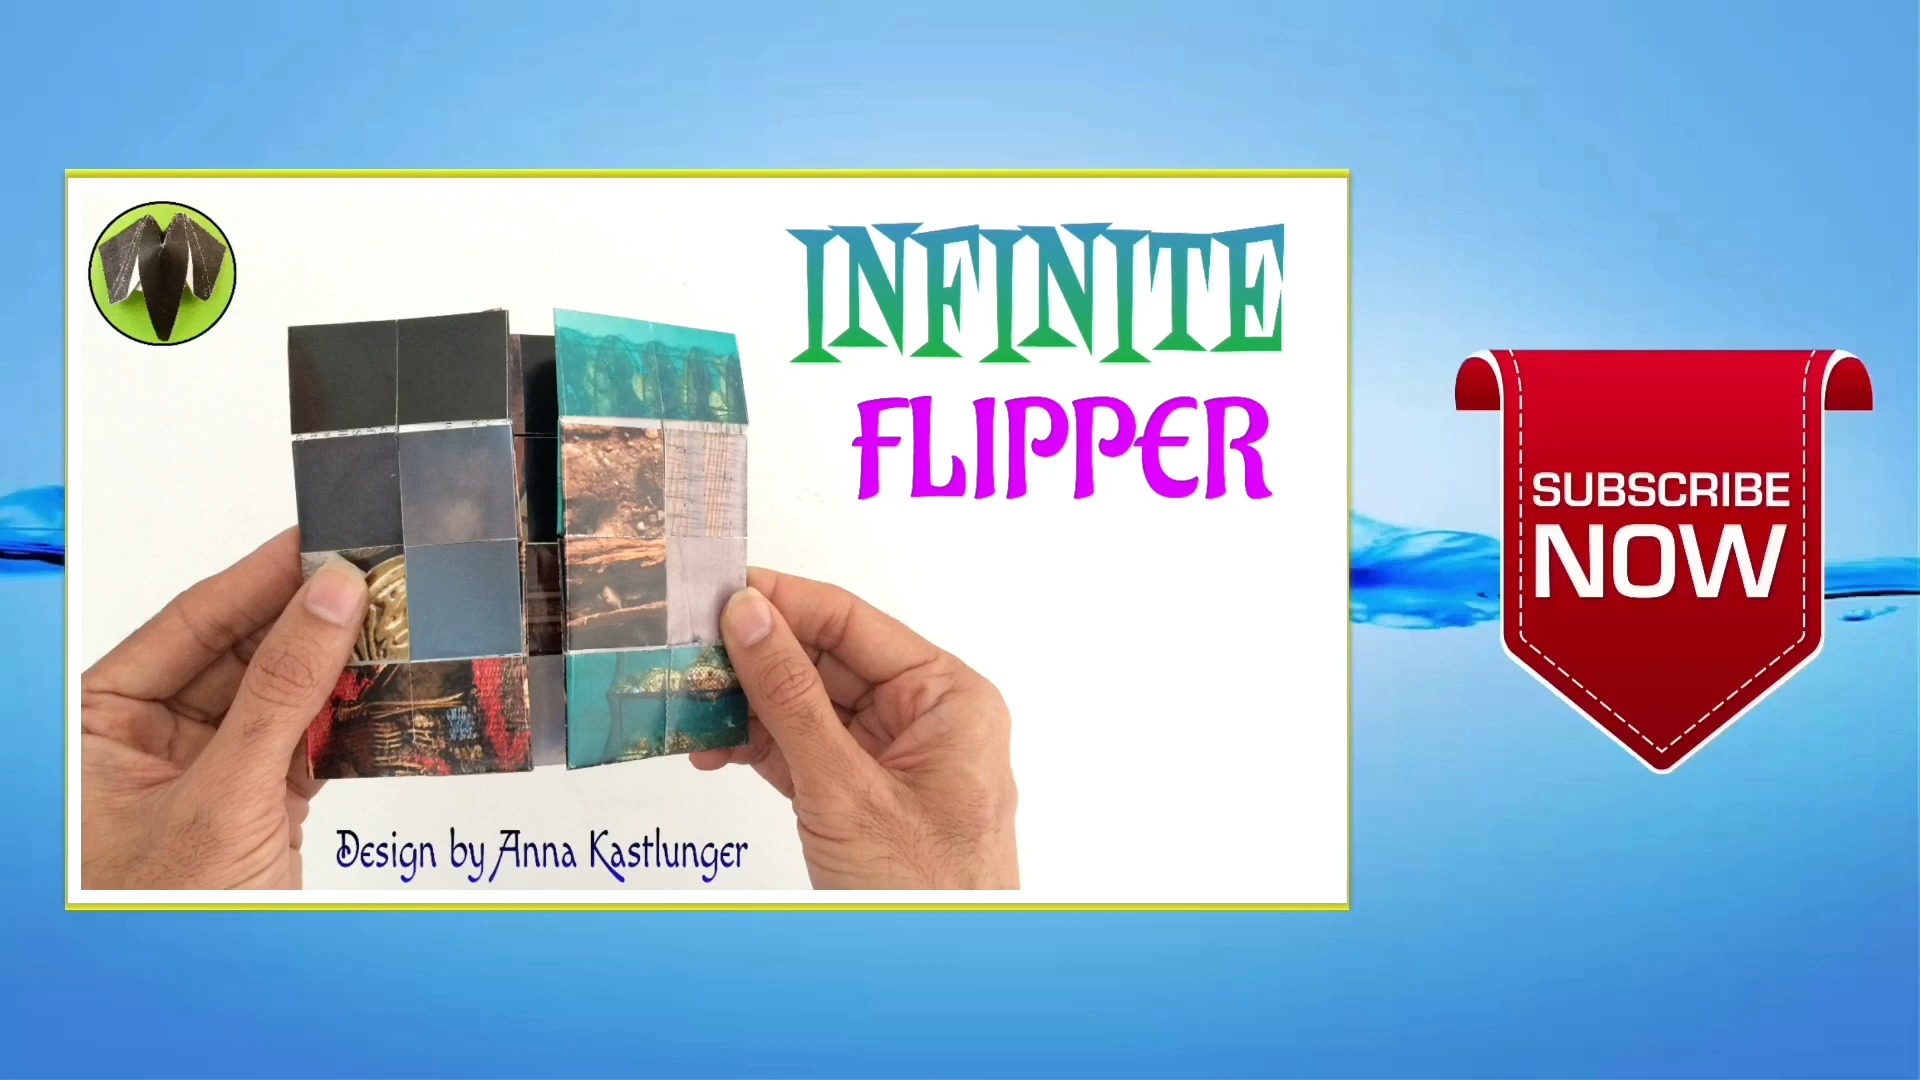 INFINITE
FLIPPER
Design by Anna Kastlunger
SUBSCRIBE
NOW